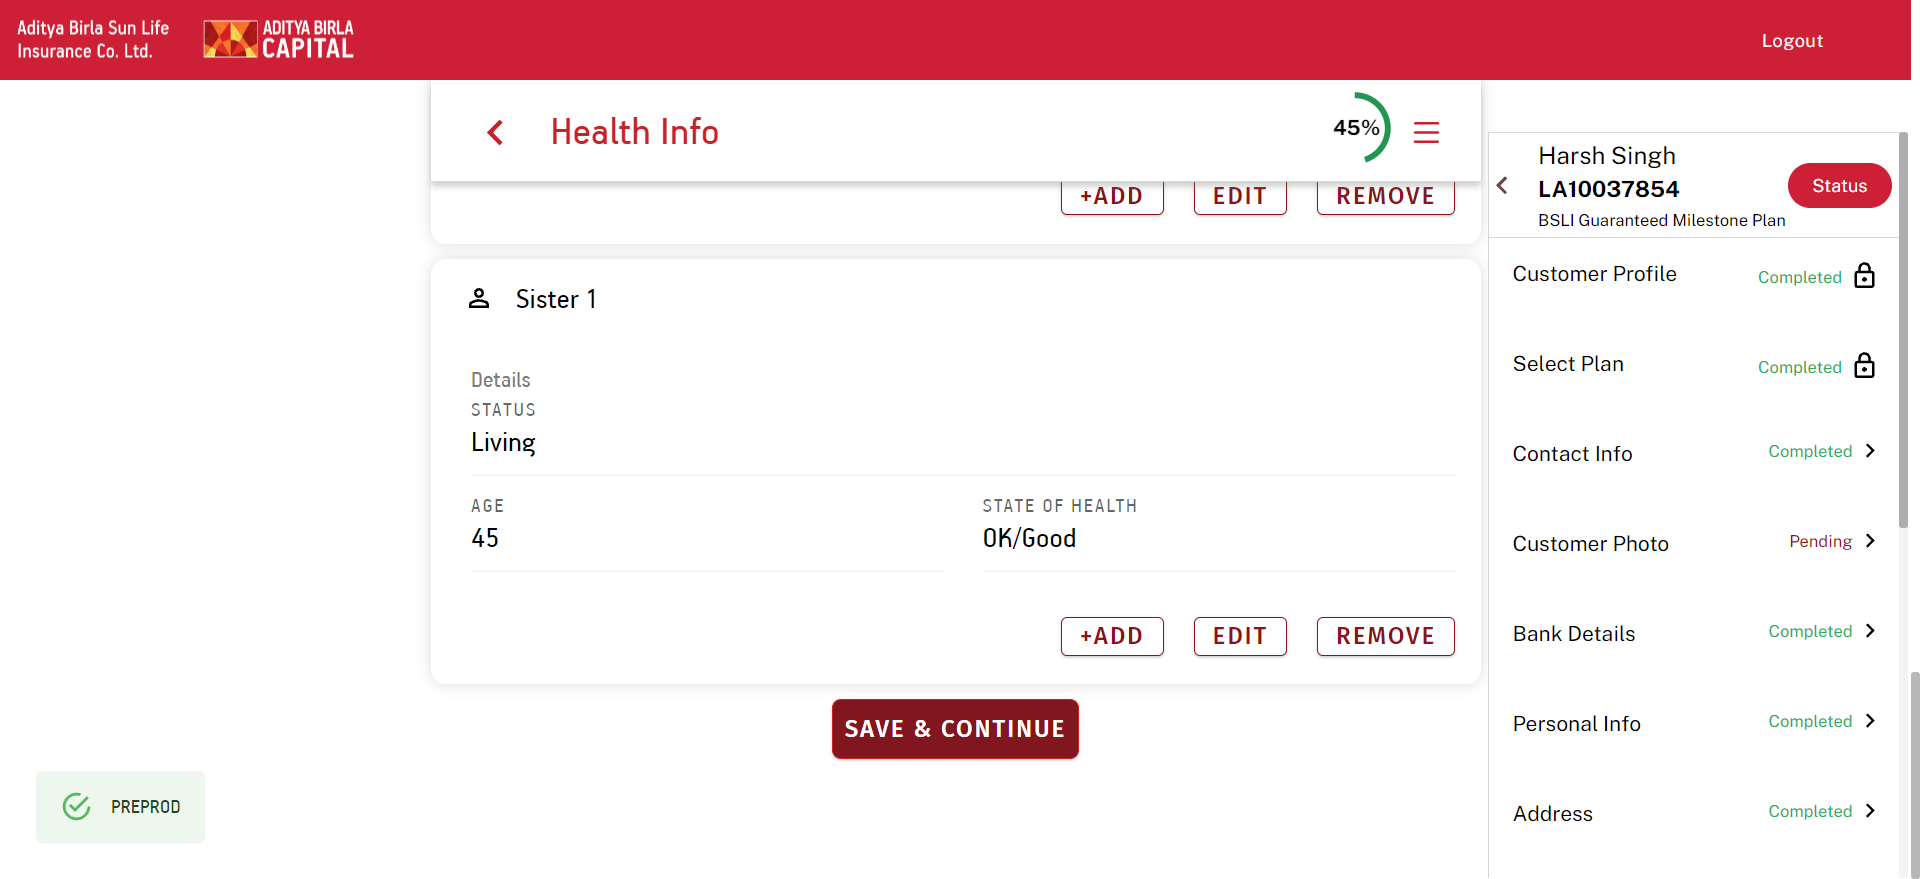 Aditya Birla Sun Life
Insurance Co. Ltd.
ADITYA BIRLA
CAPITAL
Logout
Health Info
45%
+ADD
EDIT
REMOVE
Sister 1
Details
STATUS
Living
AGE
45
STATE OF HEALTH
OK/Good
+ADD
EDIT
REMOVE
SAVE & CONTINUE
PREPROD
Harsh Singh
LA10037854
BSLI Guaranteed Milestone Plan
Status
Customer Profile
Completed
Select Plan
Completed
Contact Info
Completed
Customer Photo
Pending
Bank Details
Completed
Personal Info
Completed
Address
Completed